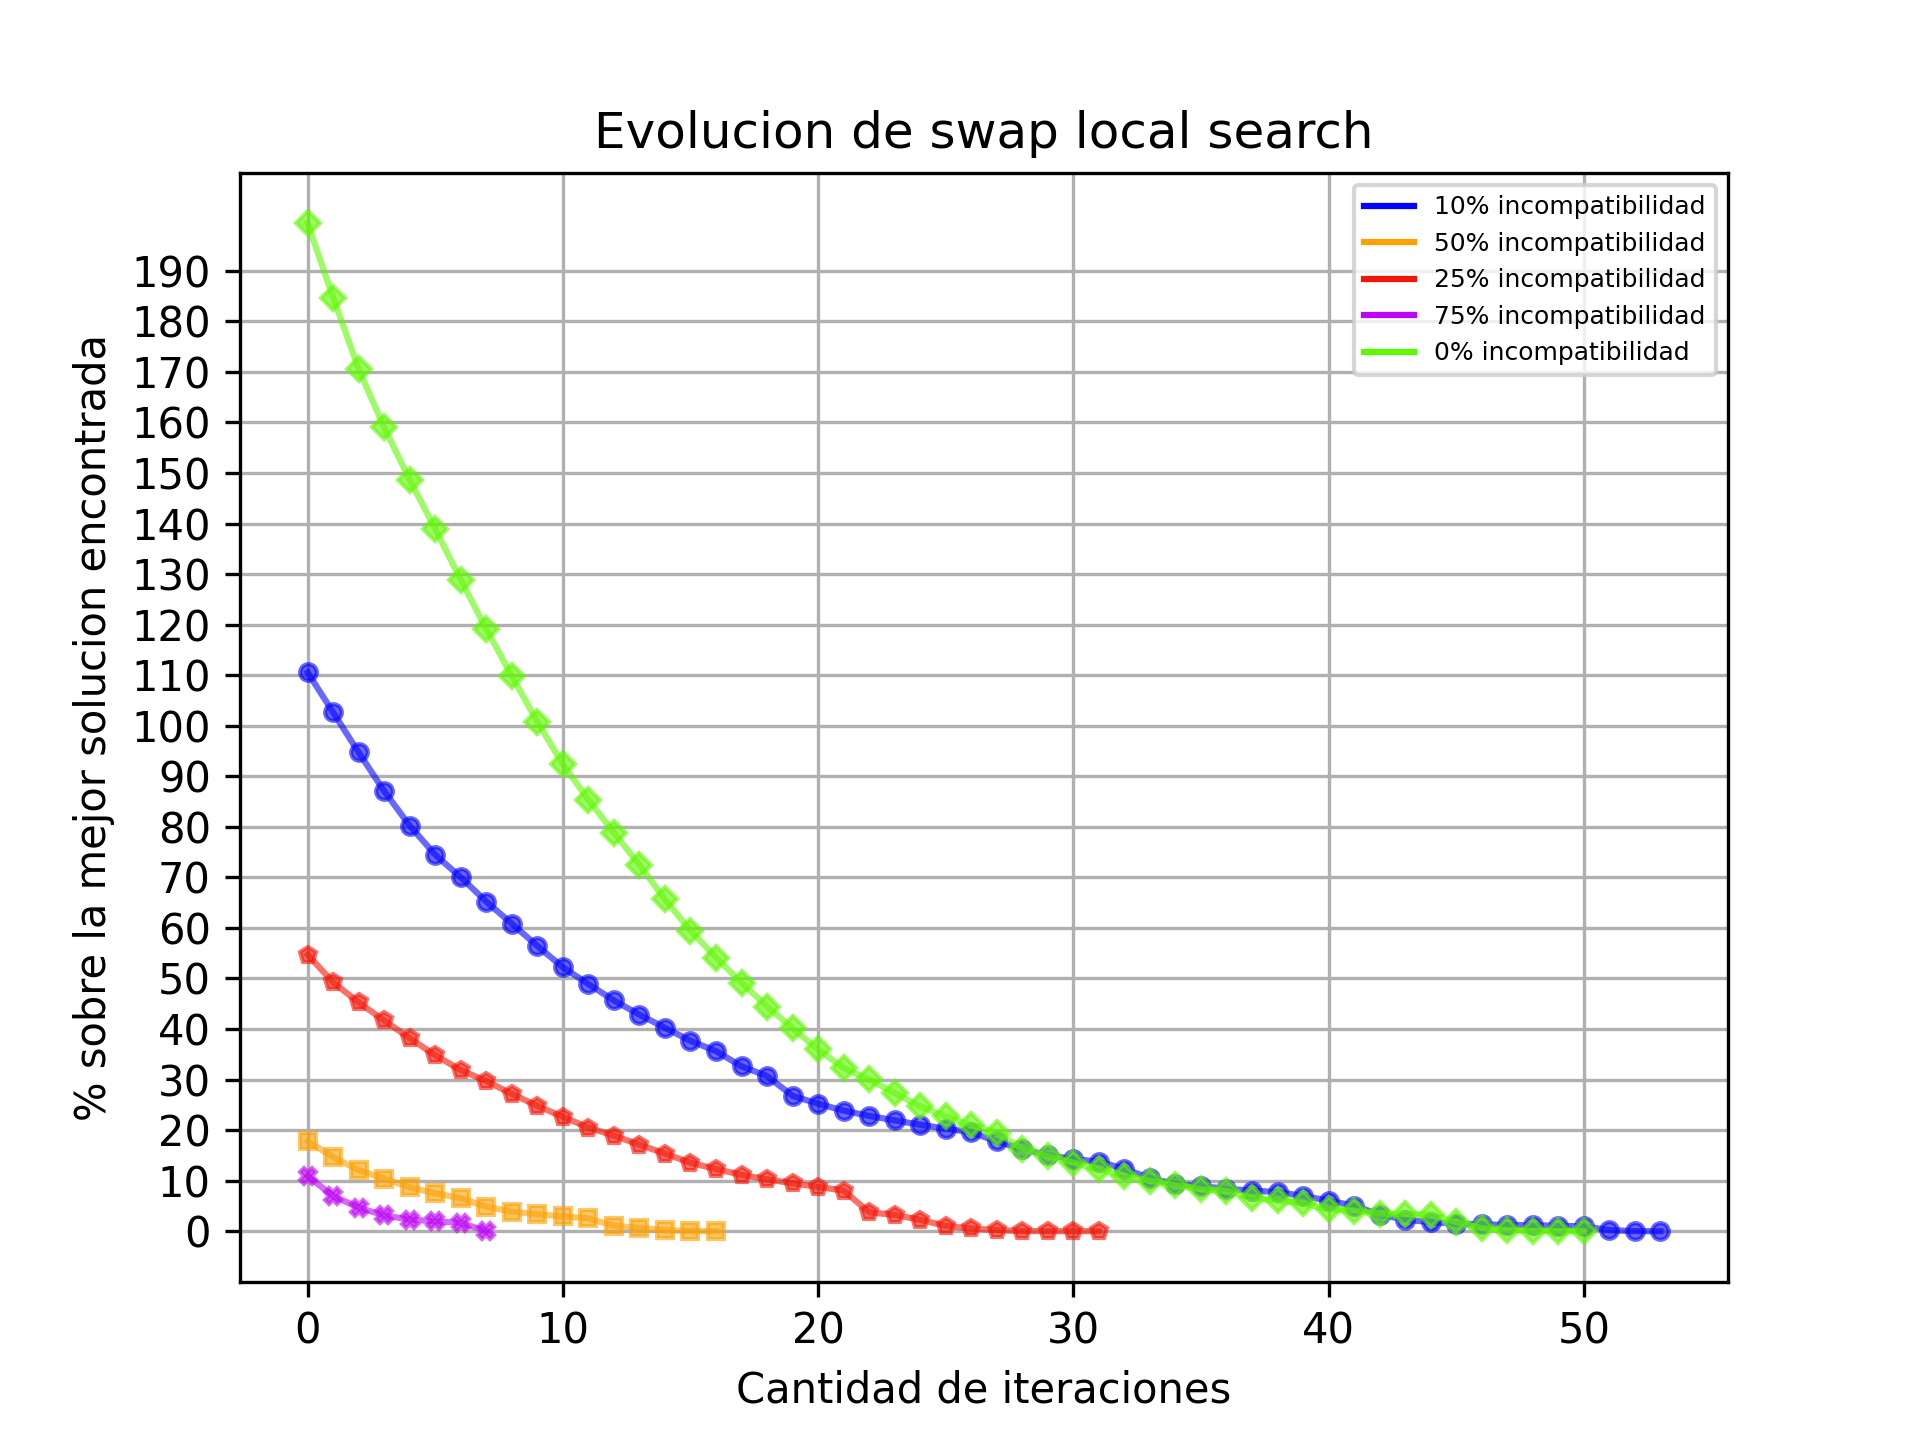 Evolucion de swap local search
10% incompatibilidad
50% incompatibilidad
25% incompatibilidad
75% incompatibilidad
0% incompatibilidad
% sobre la mejor solucion encontrada
190
180
170
160
150
140
130
120
110
100
90
80
70
60
50
40
30
20
10
0
0 10 20 30 40 50
Cantidad de iteraciones